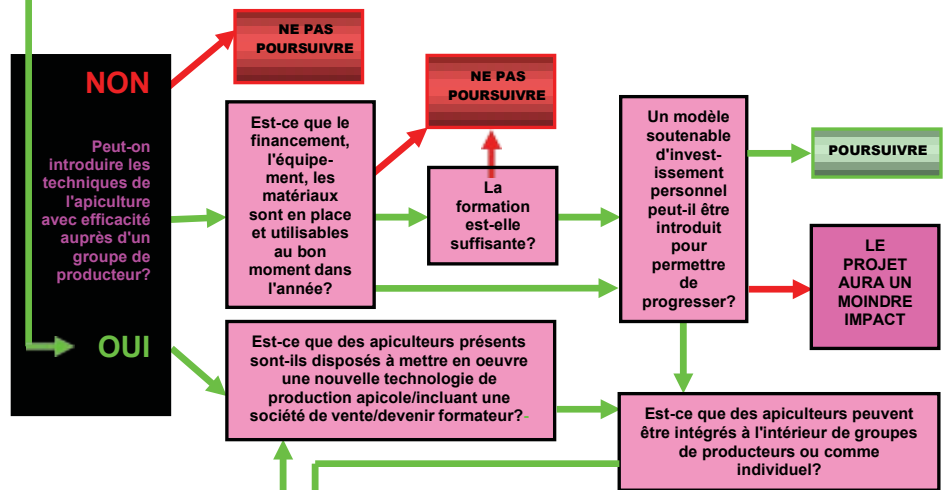 NON
Peut-on
introduire les
techniques de
l'apiculture
avec efficacité
auprès d'un
groupe de
producteur?
OUI
NE PAS
POURSUIVRE
Est-ce que le
financement,
l'équipe-
ment, les
matériaux
sont en place
et utilisables
au bon
moment dans
l'année?
NE PAS
POURSUIVRE
La
formation
est-elle
suffisante?
Un modèle
soutenable
d'invest-
issement
personnel
peut-il être
introduit
pour
permettre
de
progresser?
POURSUIVRE
LE
PROJET
AURA UN
MOINDRE
IMPACT
Est-ce que des apiculteurs présents
sont-ils disposés à mettre en oeuvre
une nouvelle technologie de
production apicole/incluant une
société de vente/devenir formateur?-
Est-ce que des apiculteurs peuvent
être intégrés à l'intérieur de groupes
de producteurs ou comme
individuel?